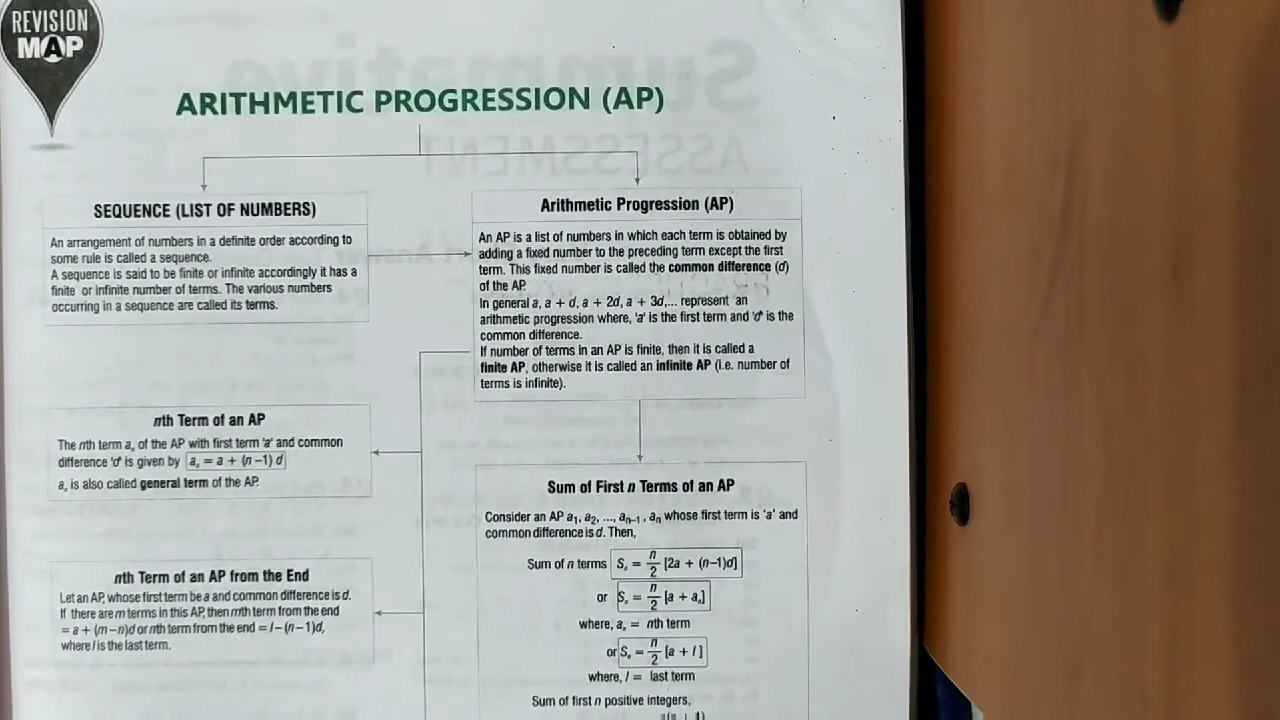 REVISION
MAP
ARITHMETIC PROGRESSION (AP)
SEQUENCE (LIST OF NUMBERS)
An arrangement of numbers in a definite order according to
some rule is called a sequence.
A sequence is said to be finite or infinite accordingly it has a
finite or infinite number of terms. The various numbers
occurring in a sequence are called its terms.
Arithmetic Progression (AP)
An AP is a list of numbers in which each term is obtained by
adding a fixed number to the preceding term except the first
term. This fixed number is called the common difference (d)
of the AP.
In general a, a + d, a + 2d, a + 3d,... represent an
arithmetic progression where, 'a' is the first term and 'd' is the
common difference.
If number of terms in an AP is finite, then it is called a
finite AP, otherwise it is called an infinite AP (i.e. number of
terms is infinite).
nth Term of an AP
The nth term aₙ of the AP with first term 'a' and common
difference 'd' is given by aₙ = a + (n – 1) d
aₙ is also called general term of the AP.
nth Term of an AP from the End
Let an AP, whose first term be a and common difference is d.
If there are m terms in this AP, then nth term from the end
= a + (m – n)d or nth term from the end = l – (n – 1)d,
where l is the last term.
Sum of First n Terms of an AP
Consider an AP a₁, a₂, ..., aₙ₋₁, aₙ whose first term is 'a' and
common difference is d. Then,
Sum of n terms Sₙ = n/2 [2a + (n–1)d]
or Sₙ = n/2 [a + aₙ]
where, aₙ = nth term
or Sₙ = n/2 [a + l]
where, l = last term
Sum of first n positive integers,